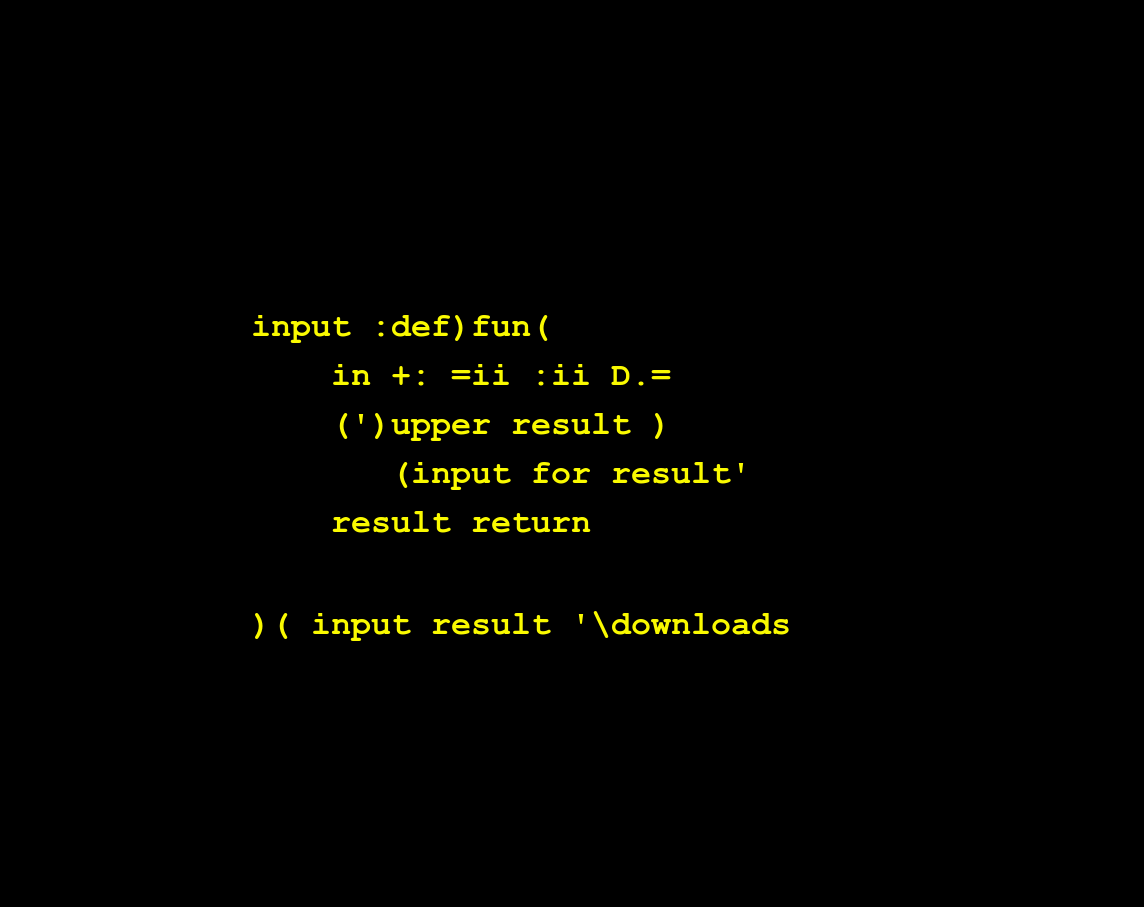 input :def)fun(
in +: =ii :ii D.=
(')upper result )
(input for result'
result return
)( input result '\downloads